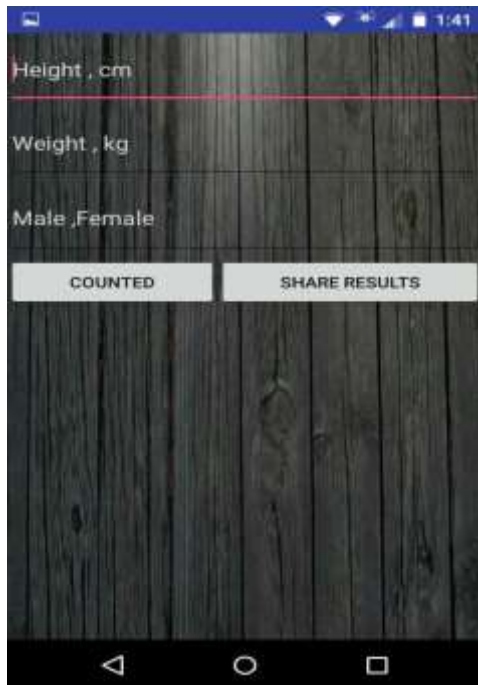 1:41
Height , cm
Weight , kg
Male ,Female
COUNTED
SHARE RESULTS